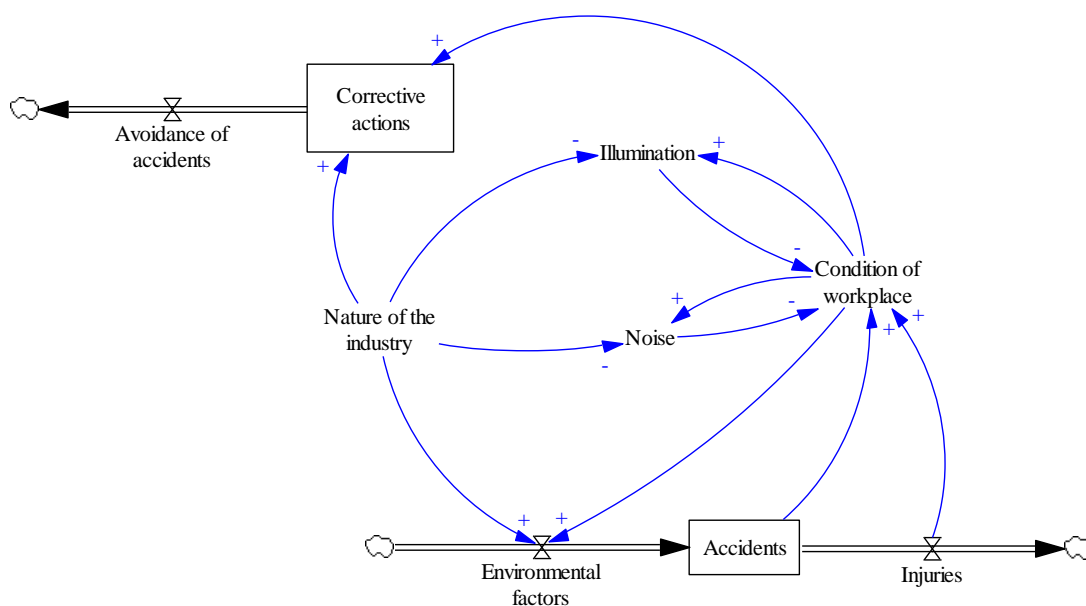 +
Corrective
actions
Avoidance of
accidents
+
-
Illumination
+
-
Condition of
workplace
+
-
Nature of the
industry
Noise
-
+
+
+
+
Accidents
Environmental
factors
Injuries